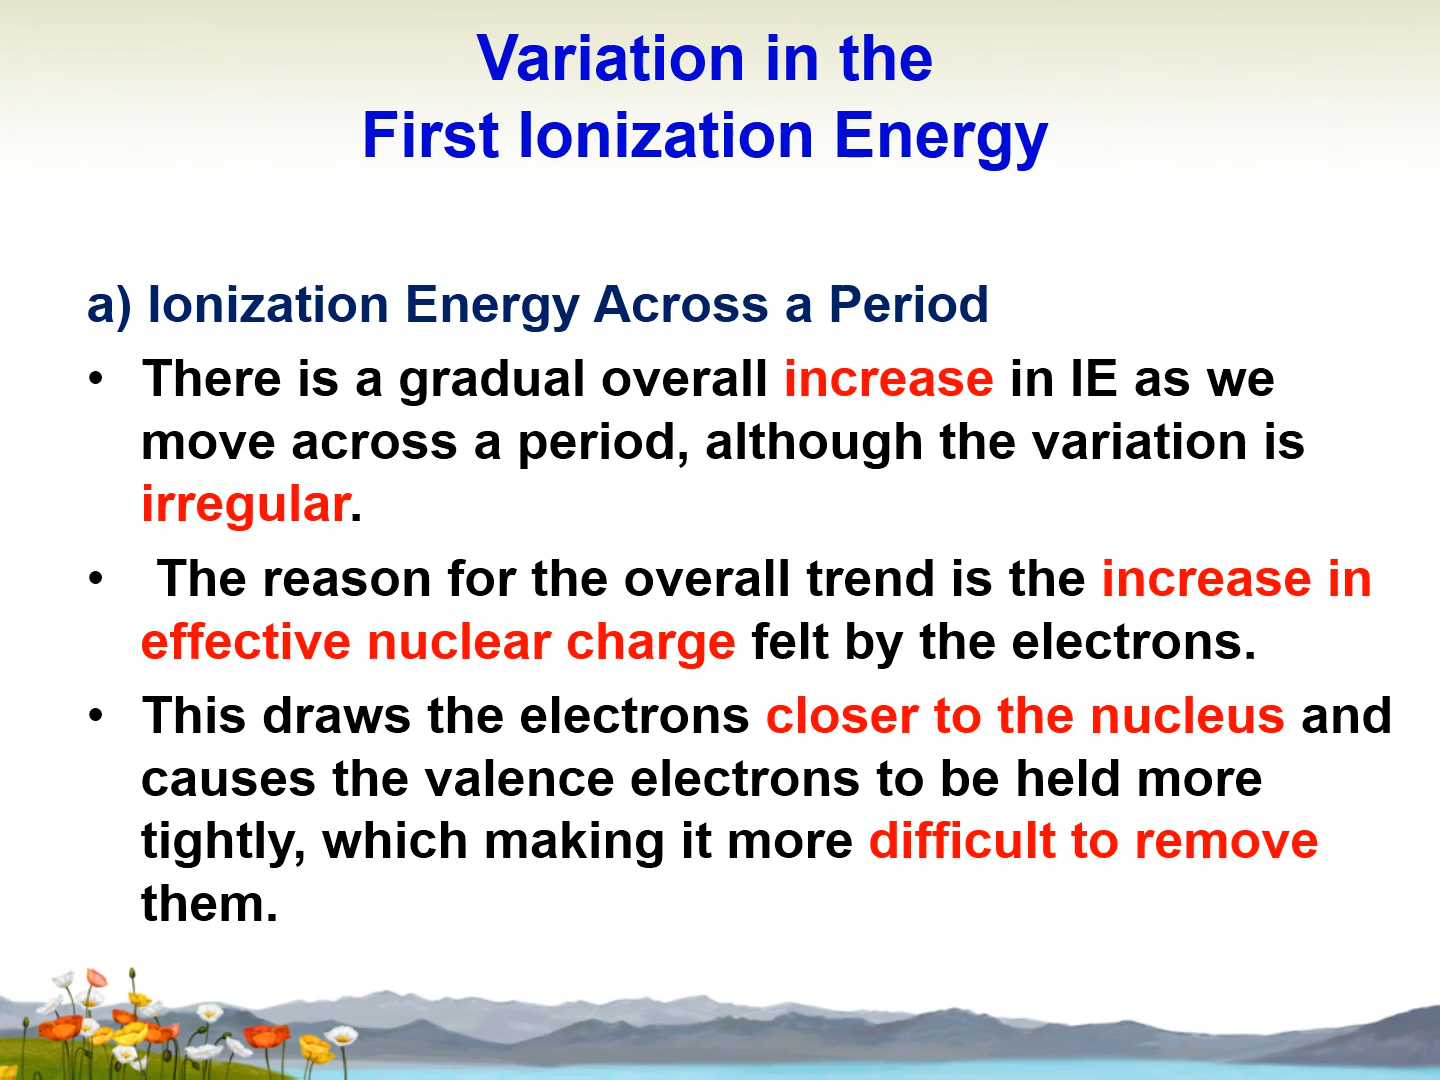 Variation in the
First Ionization Energy
a) Ionization Energy Across a Period
• There is a gradual overall increase in IE as we
move across a period, although the variation is
irregular.
• The reason for the overall trend is the increase in
effective nuclear charge felt by the electrons.
• This draws the electrons closer to the nucleus and
causes the valence electrons to be held more
tightly, which making it more difficult to remove
them.